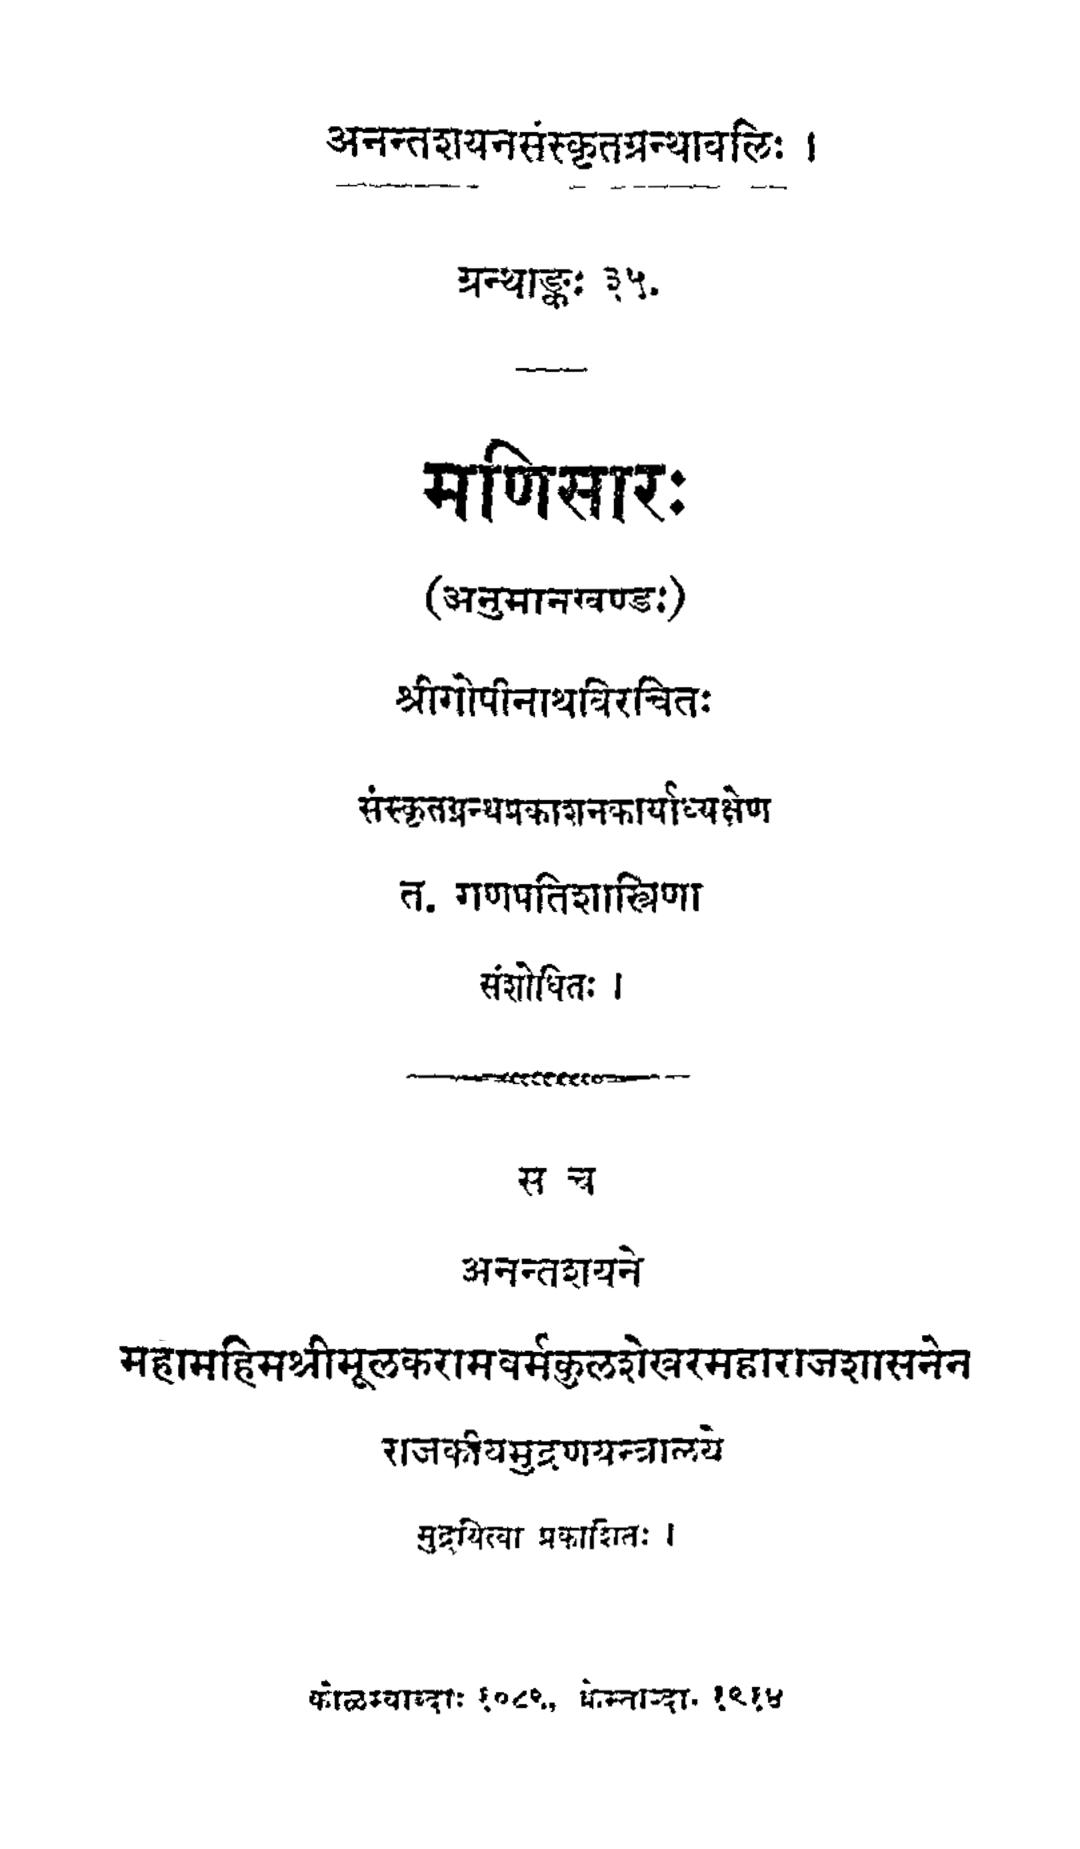 अनन्तशयनसंस्कृतग्रन्थावलिः ।
ग्रन्थाङ्कः ३५.
मणिसारः
(अनुमानखण्डः)
श्रीगोपीनाथविरचितः
संस्कृतग्रन्थप्रकाशनकार्याध्यक्षेण
त. गणपतिशास्त्रिणा
संशोधितः ।
स च
अनन्तशयने
महामहिमश्रीमूलकरामवर्मकुलशेखरमहाराजशासनेन
राजकीयमुद्रणयन्त्रालये
मुद्रयित्वा प्रकाशितः ।
कोळम्बाब्दाः १०८९, क्रैस्ताब्दाः १९१४